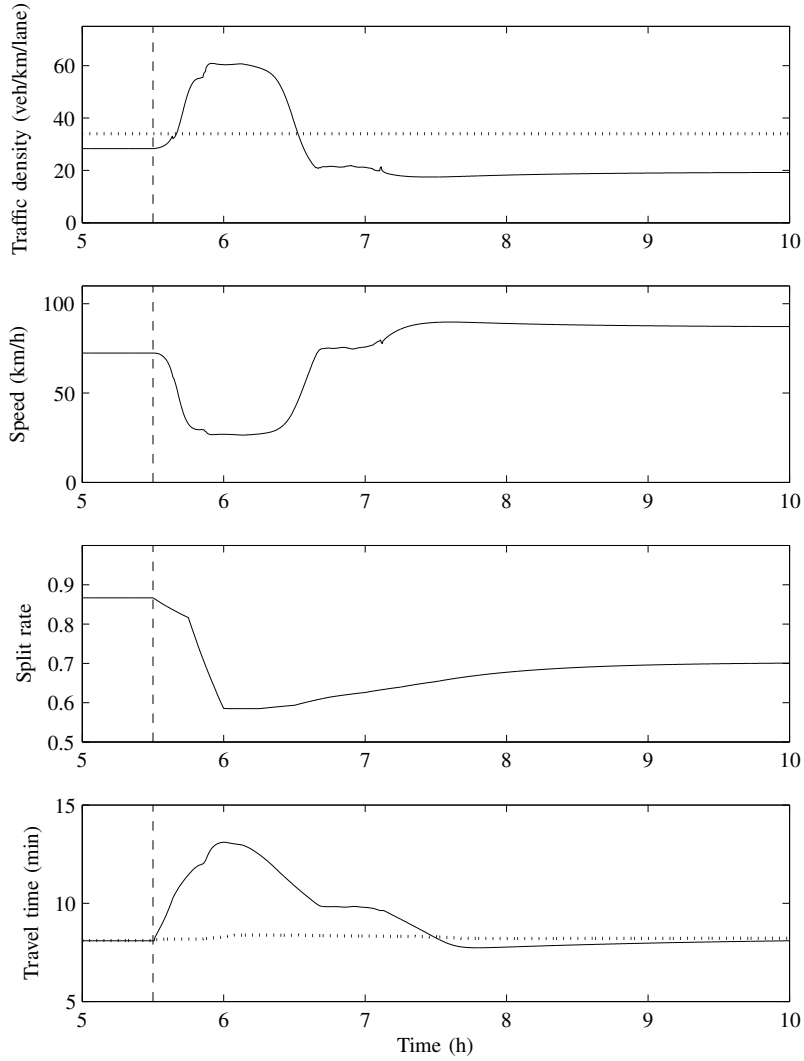 Traffic density (veh/km/lane)
60
40
20
0
5 6 7 8 9 10
Speed (km/h)
100
50
0
5 6 7 8 9 10
Split rate
0.9
0.8
0.7
0.6
0.5
5 6 7 8 9 10
Travel time (min)
15
10
5
5 6 7 8 9 10
Time (h)